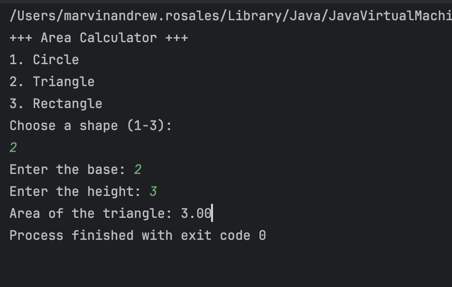 /Users/marvinandrew.rosales/Library/Java/JavaVirtualMachi
+++ Area Calculator +++
1. Circle
2. Triangle
3. Rectangle
Choose a shape (1-3):
2
Enter the base: 2
Enter the height: 3
Area of the triangle: 3.00
Process finished with exit code 0